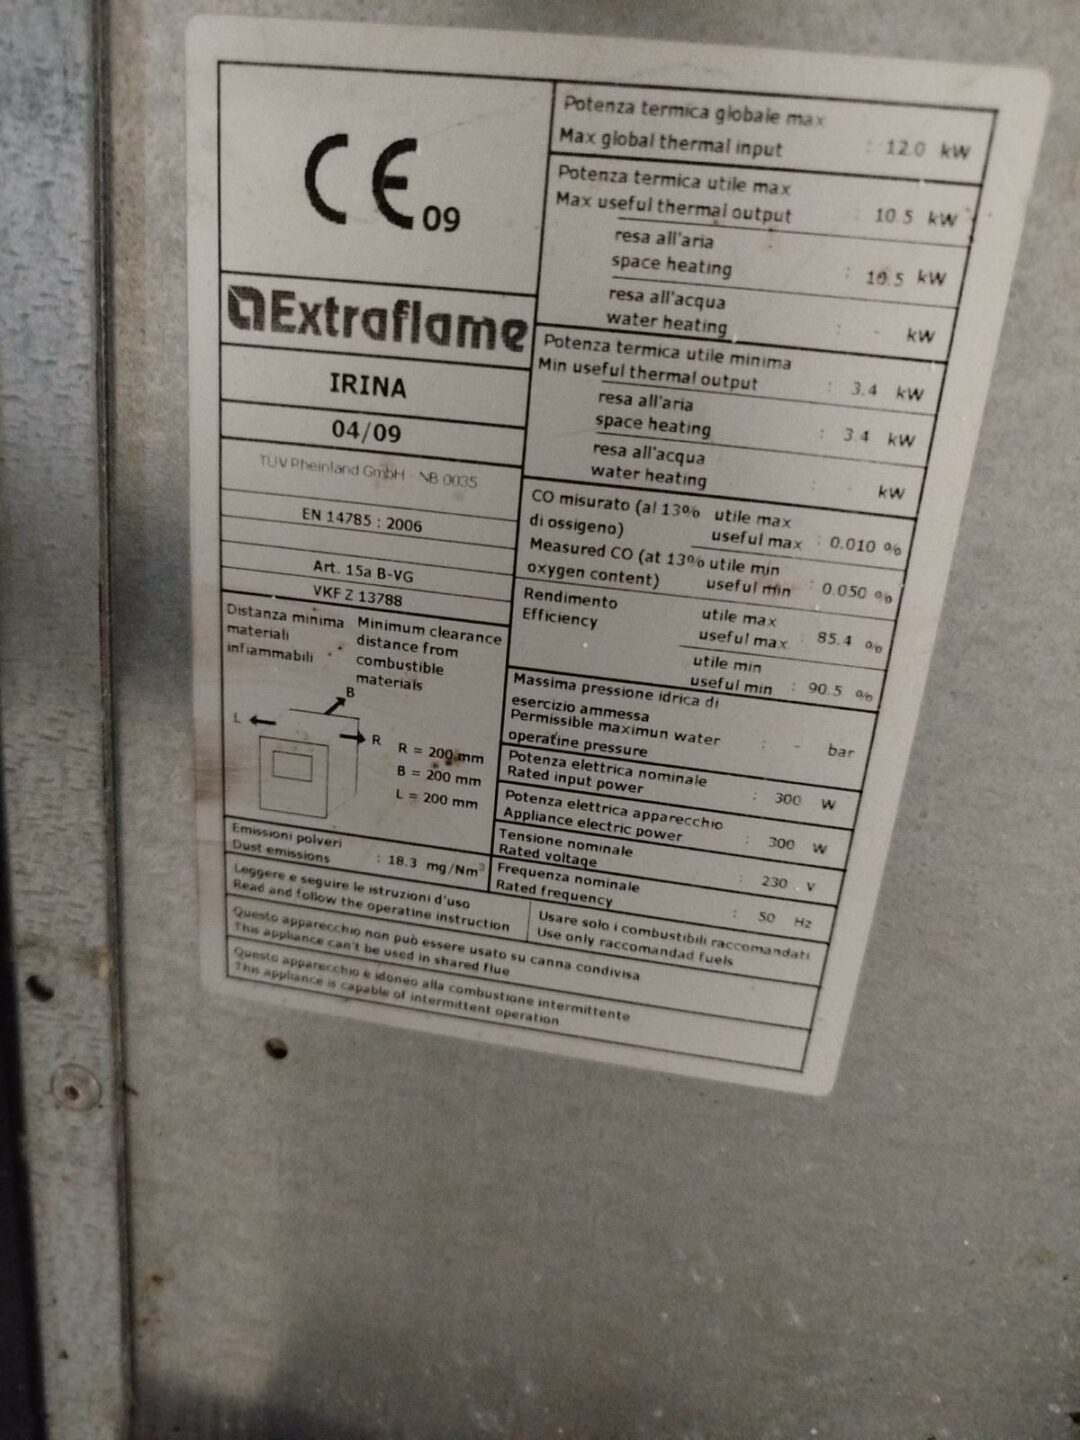 CE 09
Extraflame
IRINA
04/09
TÜV Rheinland GmbH - NB 0035
EN 14785 : 2006
Art. 15a B-VG
VKF Z 13788
Distanza minima
materiali
infiammabili
Minimum clearance
distance from
combustible
materials
B
L
R
R = 200 mm
B = 200 mm
L = 200 mm
Emissioni polveri
Dust emissions : 18.3 mg/Nm³
Potenza termica globale max
Max global thermal input : 12.0 kW
Potenza termica utile max
Max useful thermal output : 10.5 kW
resa all'aria
space heating : 10.5 kW
resa all'acqua
water heating : - kW
Potenza termica utile minima
Min useful thermal output : 3.4 kW
resa all'aria
space heating : 3.4 kW
resa all'acqua
water heating : - kW
CO misurato (al 13% utile max
di ossigeno) useful max : 0.010 %
Measured CO (at 13% utile min
oxygen content) useful min : 0.050 %
Rendimento utile max
Efficiency useful max : 85.4 %
utile min
useful min : 90.5 %
Massima pressione idrica di
esercizio ammessa
Permissible maximun water
operatine pressure : - bar
Potenza elettrica nominale
Rated input power : 300 W
Potenza elettrica apparecchio
Appliance electric power : 300 W
Tensione nominale
Rated voltage : 230 V
Frequenza nominale
Rated frequency : 50 Hz
Leggere e seguire le istruzioni d'uso
Read and follow the operatine instruction
Usare solo i combustibili raccomandati
Use only raccomandad fuels
Questo apparecchio non può essere usato su canna condivisa
This appliance can't be used in shared flue
Questo apparecchio è idoneo alla combustione intermittente
This appliance is capable of intermittent operation